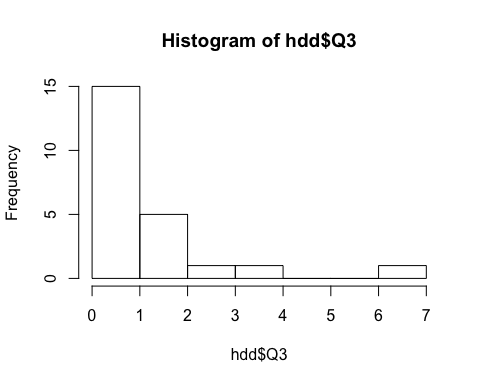 Histogram of hdd$Q3
Frequency
15
10
5
0
0 1 2 3 4 5 6 7
hdd$Q3